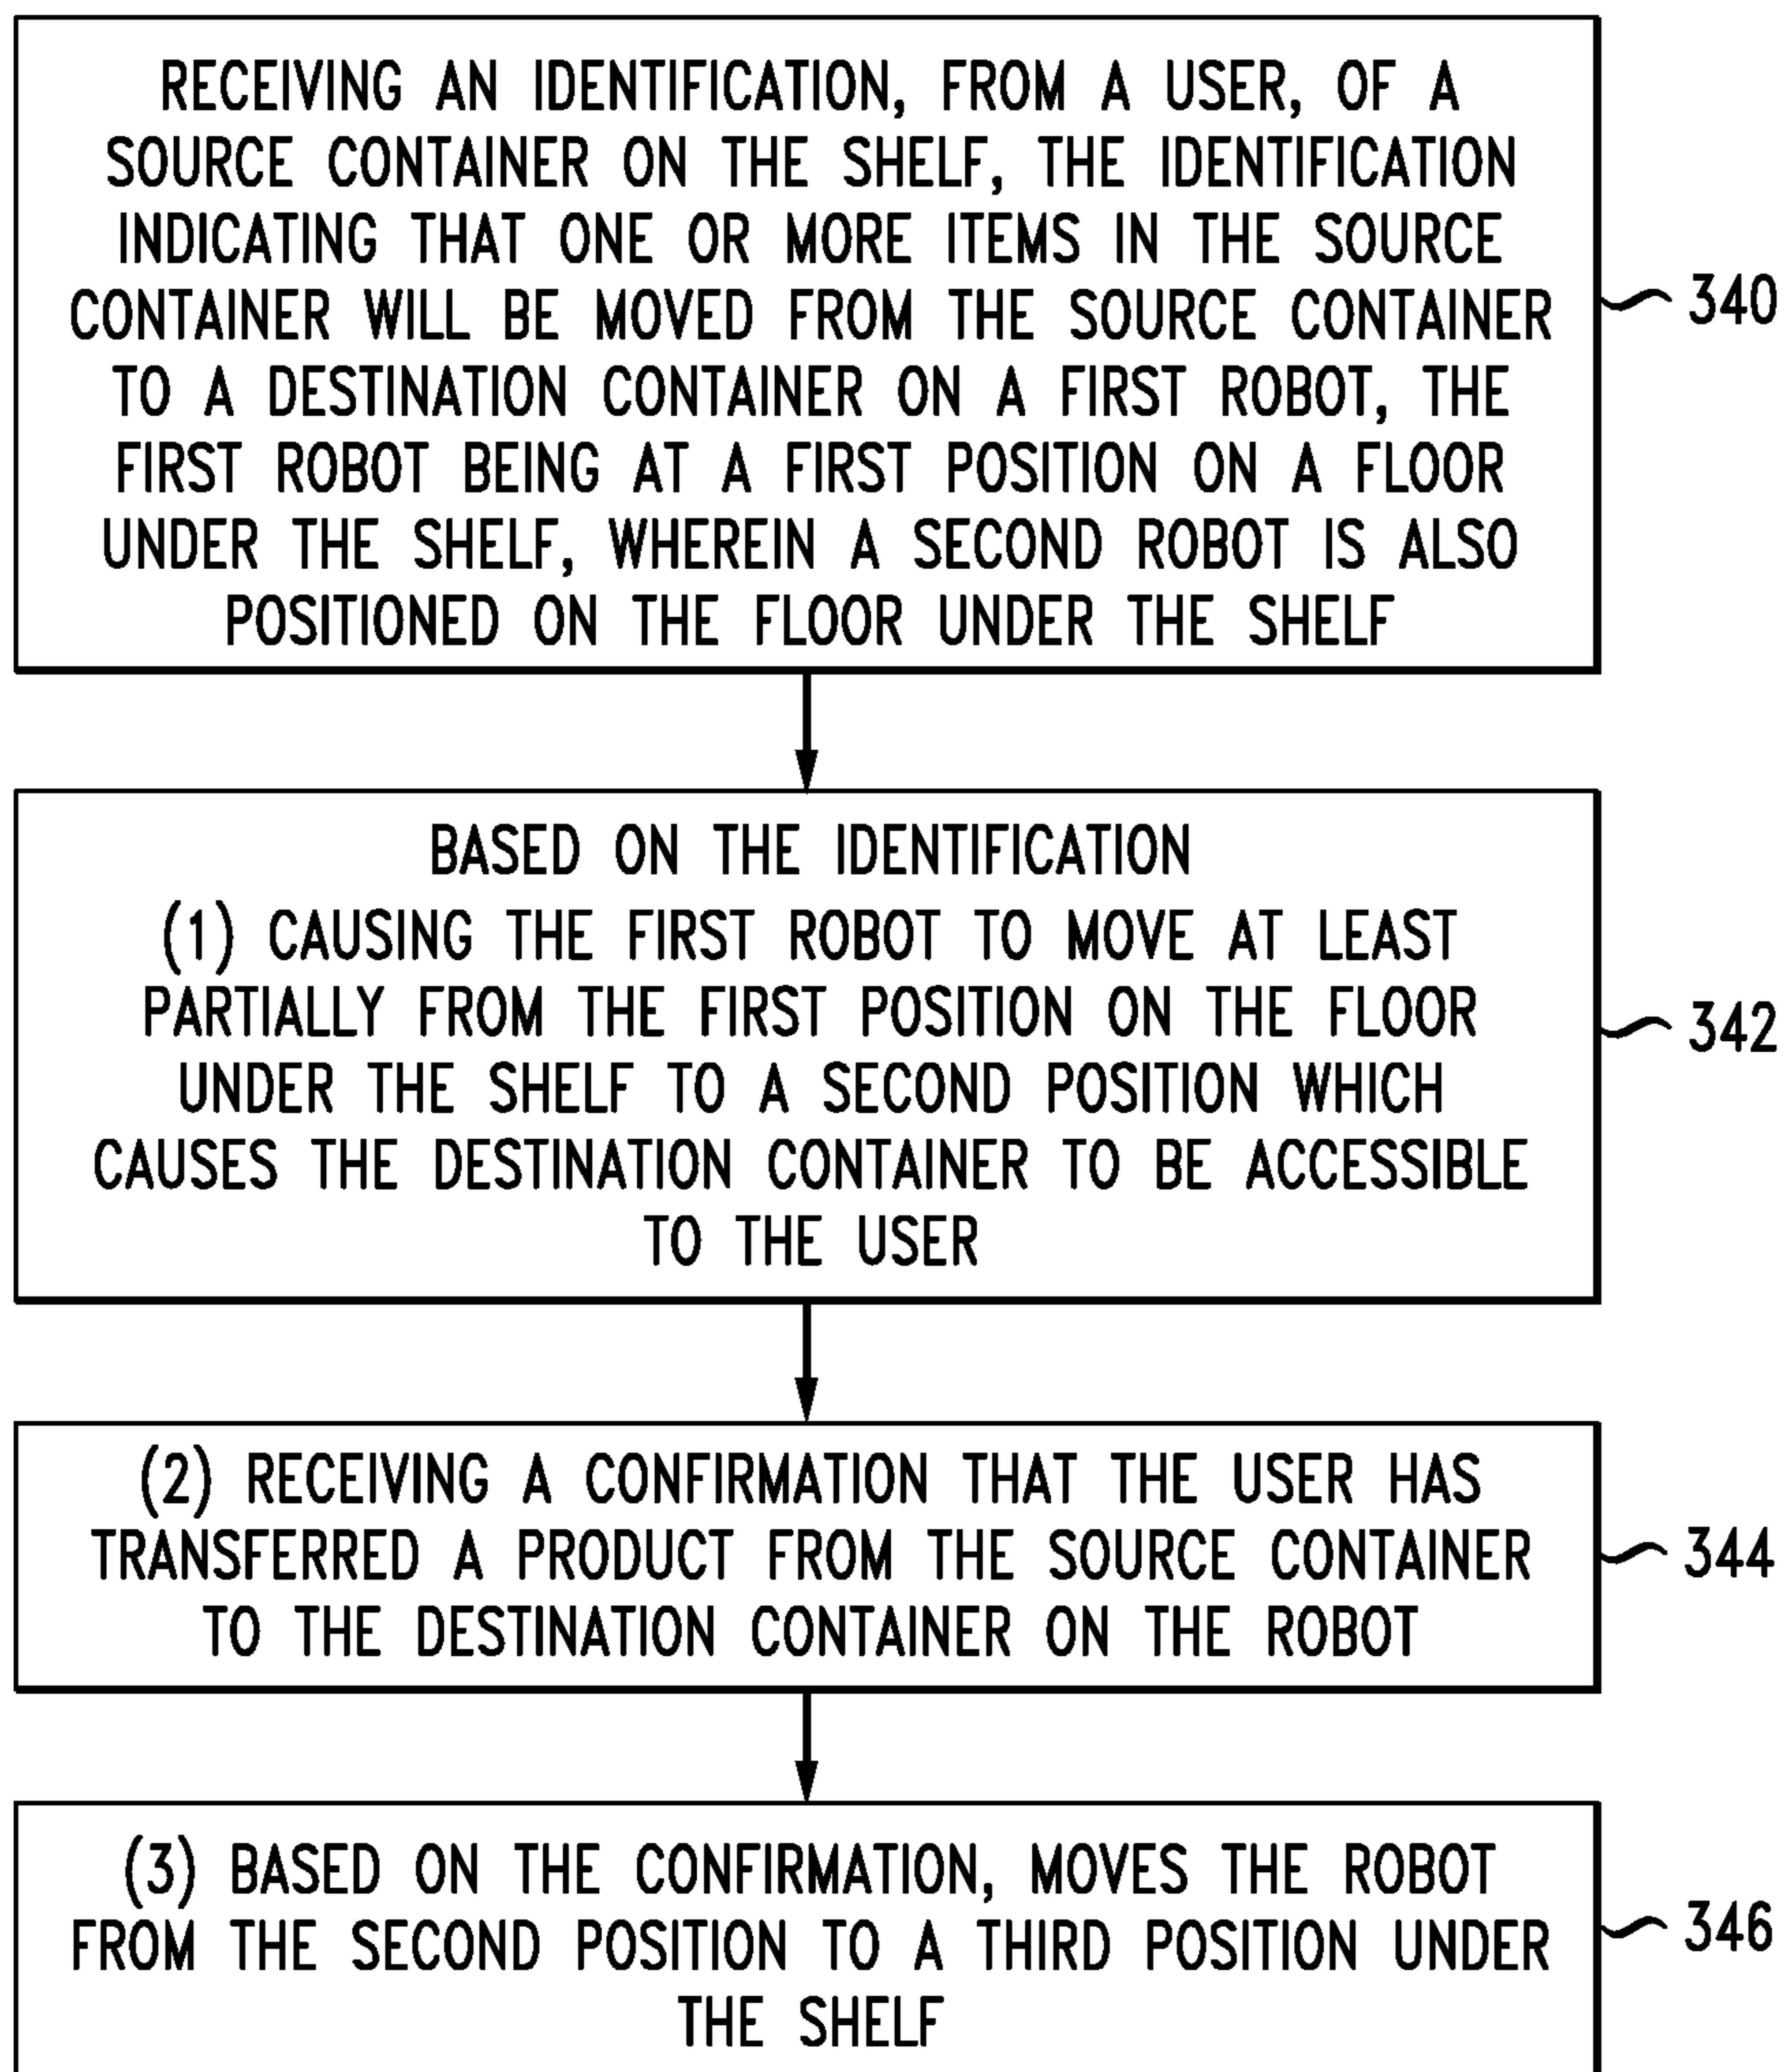 RECEIVING AN IDENTIFICATION, FROM A USER, OF A
SOURCE CONTAINER ON THE SHELF, THE IDENTIFICATION
INDICATING THAT ONE OR MORE ITEMS IN THE SOURCE
CONTAINER WILL BE MOVED FROM THE SOURCE CONTAINER
TO A DESTINATION CONTAINER ON A FIRST ROBOT, THE
FIRST ROBOT BEING AT A FIRST POSITION ON A FLOOR
UNDER THE SHELF, WHEREIN A SECOND ROBOT IS ALSO
POSITIONED ON THE FLOOR UNDER THE SHELF
340
BASED ON THE IDENTIFICATION
(1) CAUSING THE FIRST ROBOT TO MOVE AT LEAST
PARTIALLY FROM THE FIRST POSITION ON THE FLOOR
UNDER THE SHELF TO A SECOND POSITION WHICH
CAUSES THE DESTINATION CONTAINER TO BE ACCESSIBLE
TO THE USER
342
(2) RECEIVING A CONFIRMATION THAT THE USER HAS
TRANSFERRED A PRODUCT FROM THE SOURCE CONTAINER
TO THE DESTINATION CONTAINER ON THE ROBOT
344
(3) BASED ON THE CONFIRMATION, MOVES THE ROBOT
FROM THE SECOND POSITION TO A THIRD POSITION UNDER
THE SHELF
346